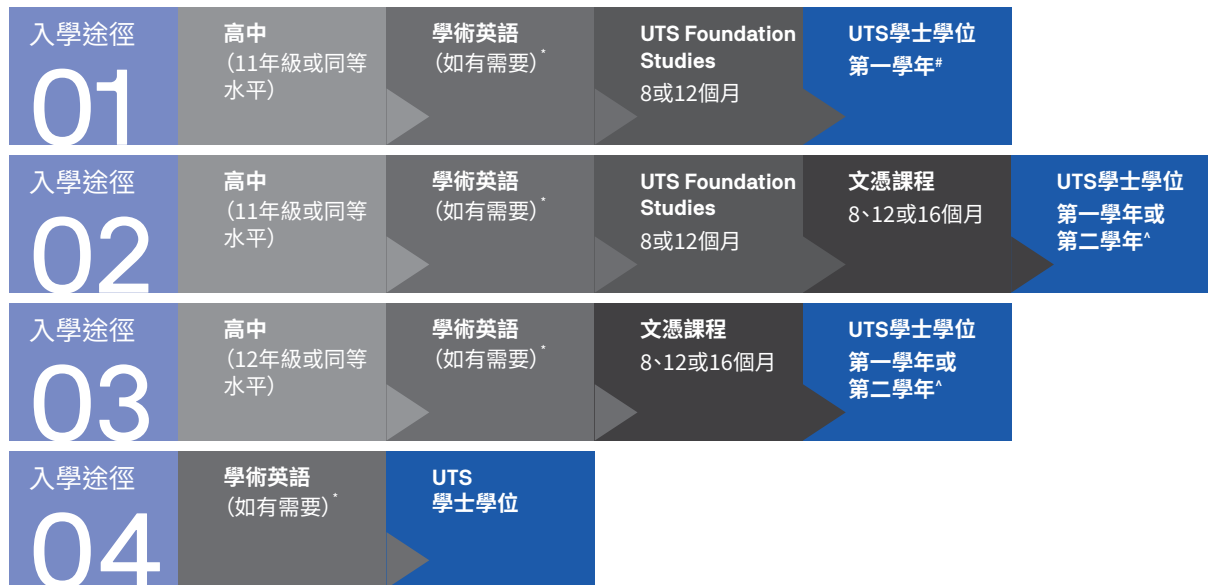 入學途徑
01
高中
（11年級或同等
水平）
學術英語
（如有需要）*
UTS Foundation
Studies
8或12個月
UTS學士學位
第一學年#
入學途徑
02
高中
（11年級或同等
水平）
學術英語
（如有需要）*
UTS Foundation
Studies
8或12個月
文憑課程
8、12或16個月
UTS學士學位
第一學年或
第二學年^
入學途徑
03
高中
（12年級或同等
水平）
學術英語
（如有需要）*
文憑課程
8、12或16個月
UTS學士學位
第一學年或
第二學年^
入學途徑
04
學術英語
（如有需要）*
UTS
學士學位